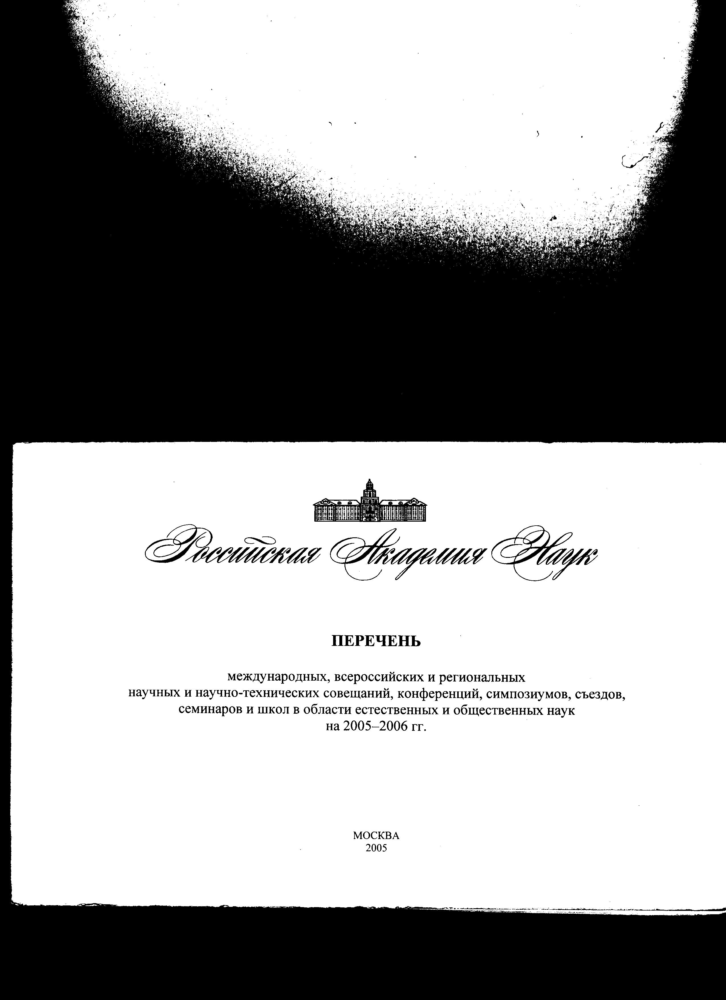 Российская Академия Наук
ПЕРЕЧЕНЬ
международных, всероссийских и региональных
научных и научно-технических совещаний, конференций, симпозиумов, съездов,
семинаров и школ в области естественных и общественных наук
на 2005–2006 гг.
МОСКВА
2005